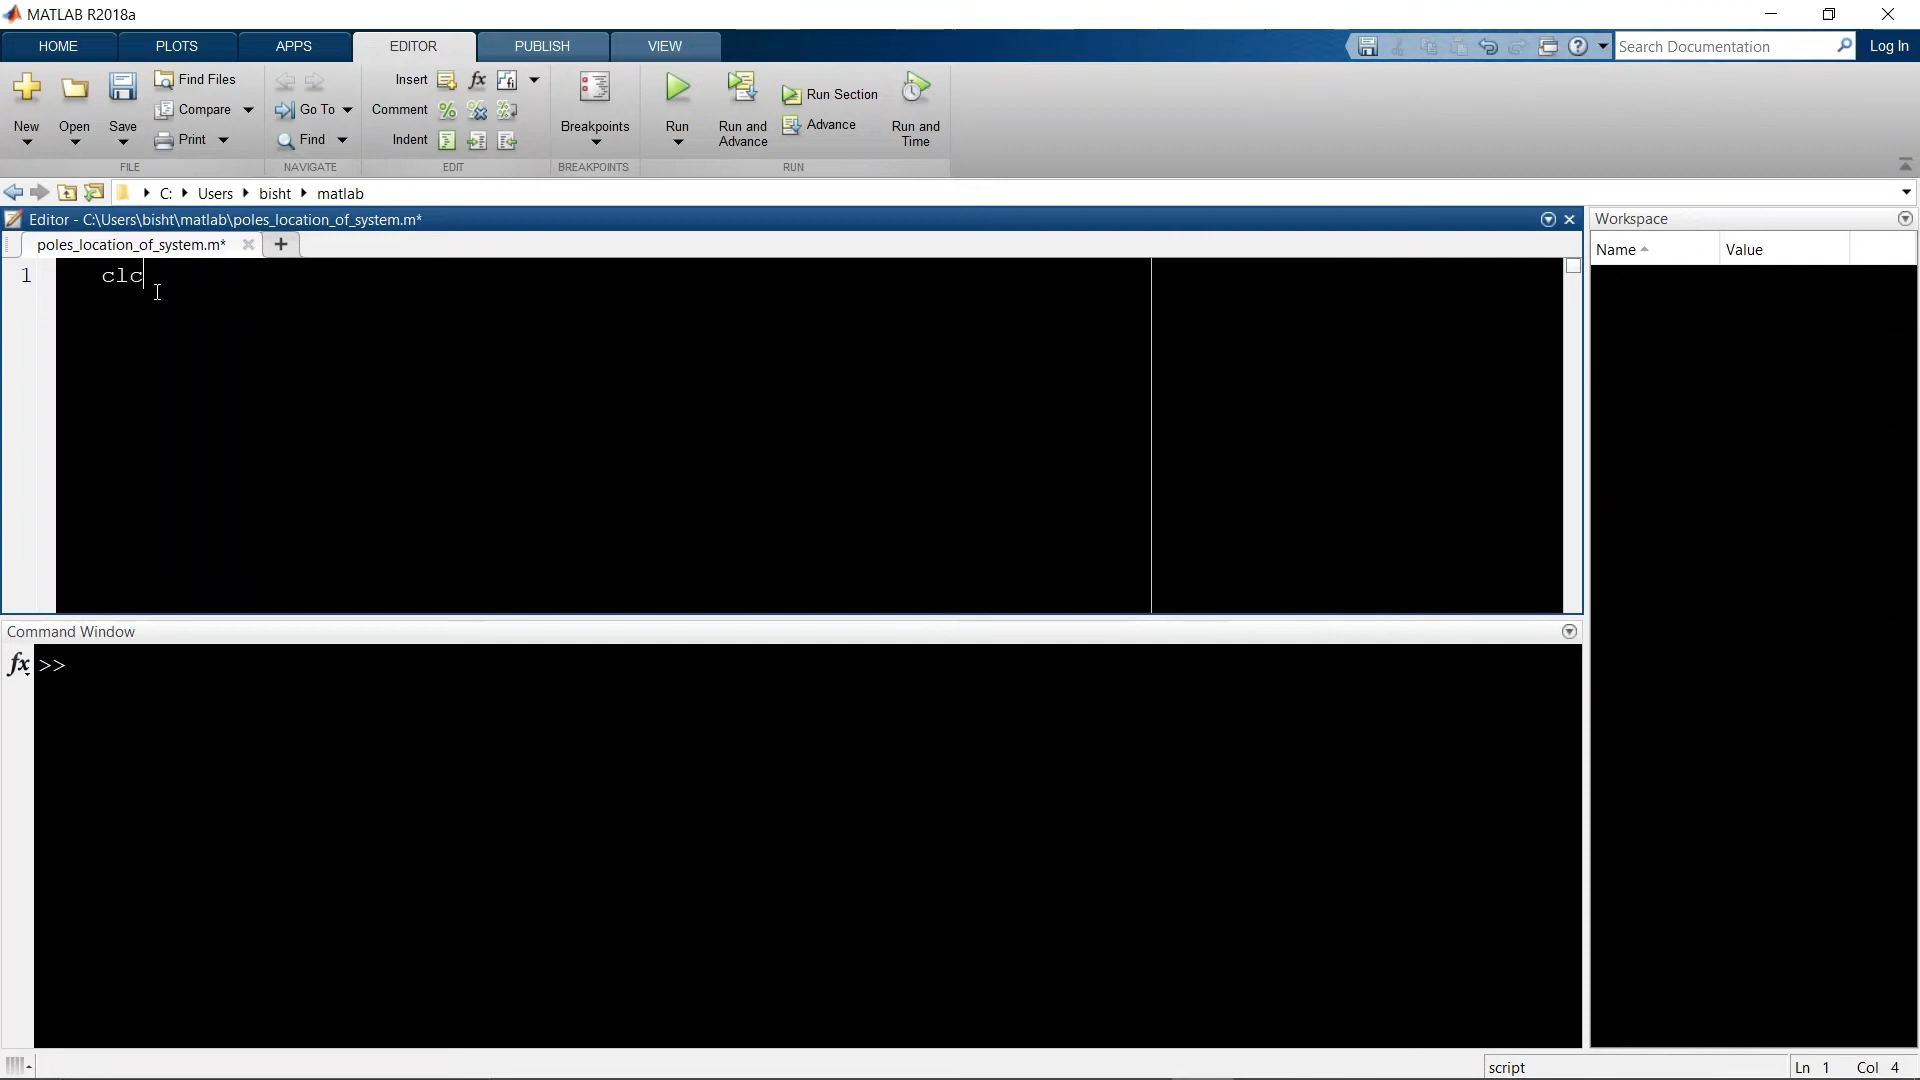 MATLAB R2018a
HOME PLOTS APPS EDITOR PUBLISH VIEW Search Documentation Log In
Find Files Insert fx
Compare Go To Comment Breakpoints Run Section
New Open Save Print Find Indent Run Run and Advance Advance Run and Time
FILE NAVIGATE EDIT BREAKPOINTS RUN
C: Users bisht matlab
Editor - C:\Users\bisht\matlab\poles_location_of_system.m*
Workspace
poles_location_of_system.m* +
Name Value
1 clc
Command Window
fx >>
script Ln 1 Col 4